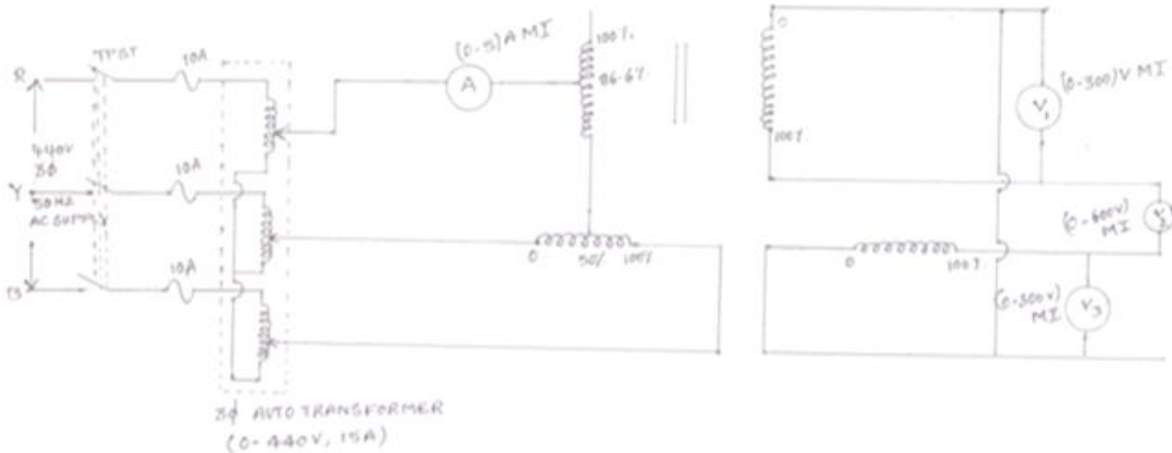 TPST
10A
R
440V
3Φ
50HZ
AC SUPPLY
Y
10A
B
10A
3Φ AUTO TRANSFORMER
(0-440V, 15A)
(0-5)A MI
A
100%
86.6%
0
50%
100%
0
100%
V1
(0-300)V MI
(0-600V)
MI
0
100%
(0-300V)
MI
V3